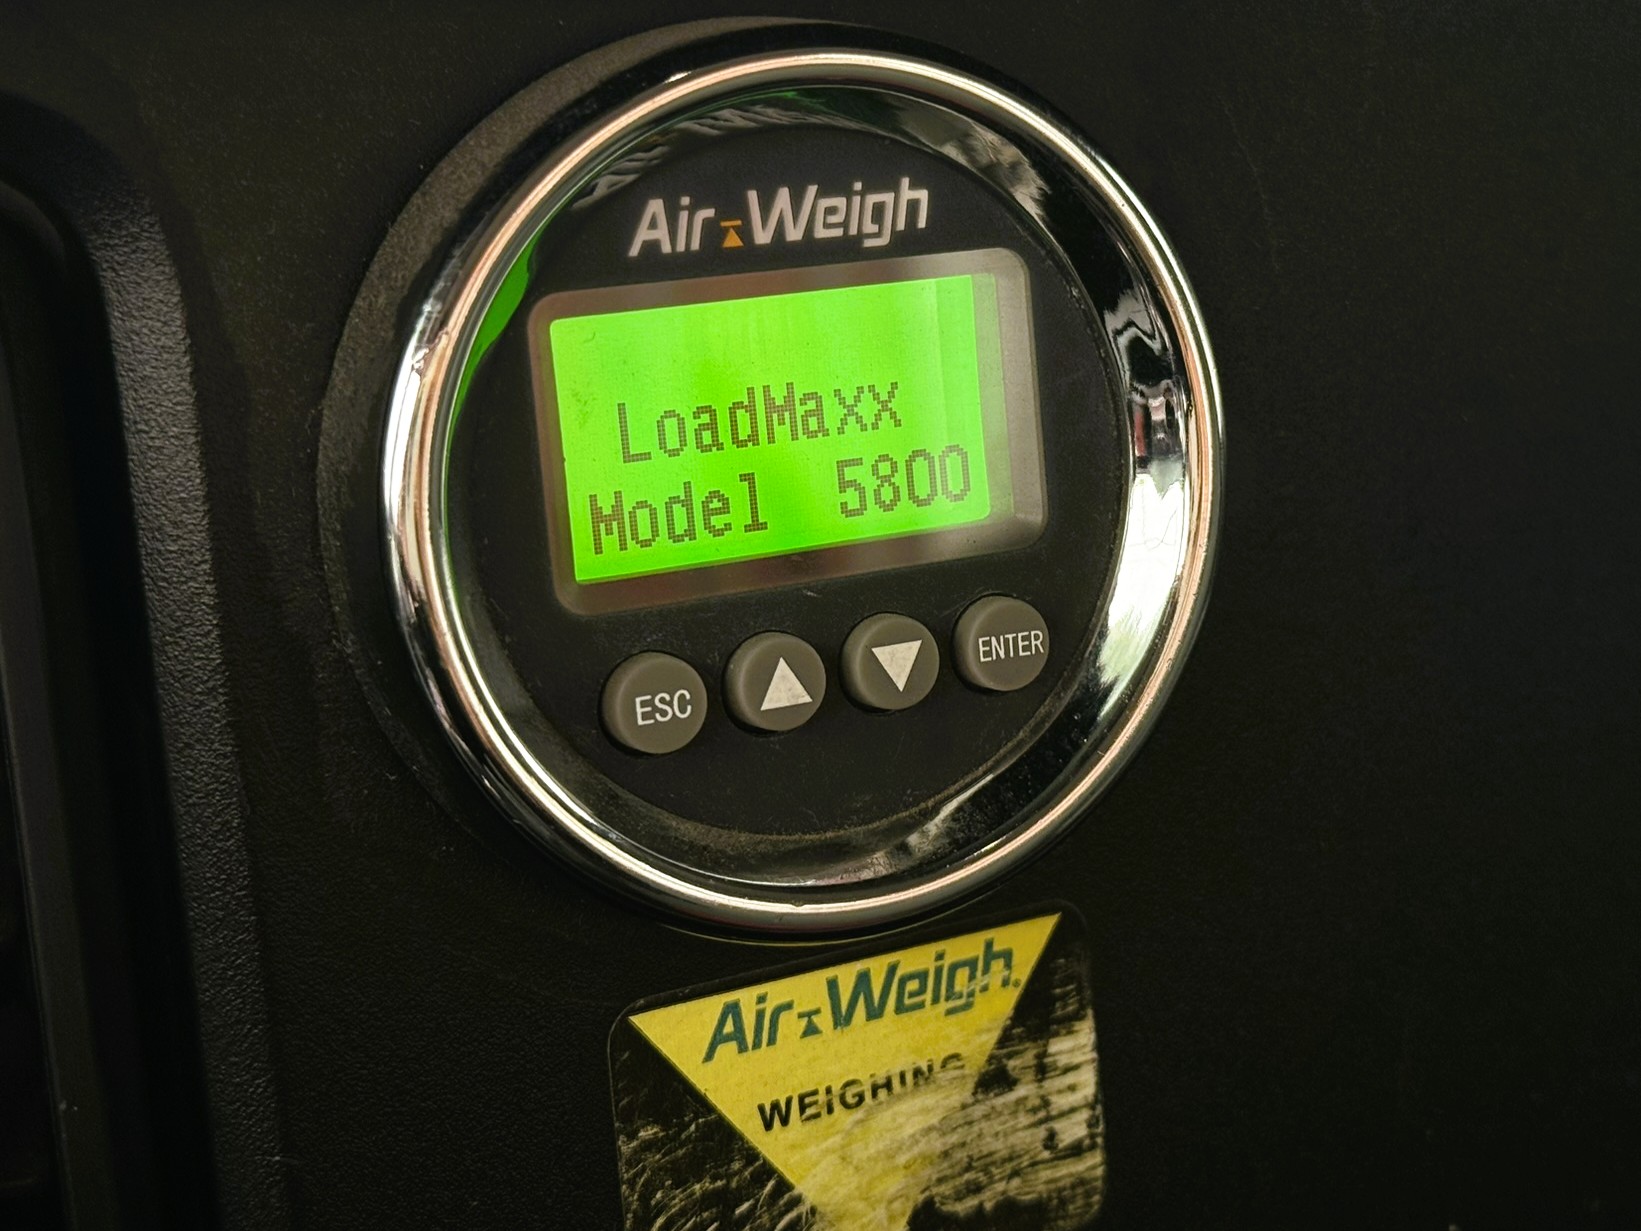 Air-Weigh
LoadMaxx
Model 5800
ESC
ENTER
Air-Weigh
WEIGHING